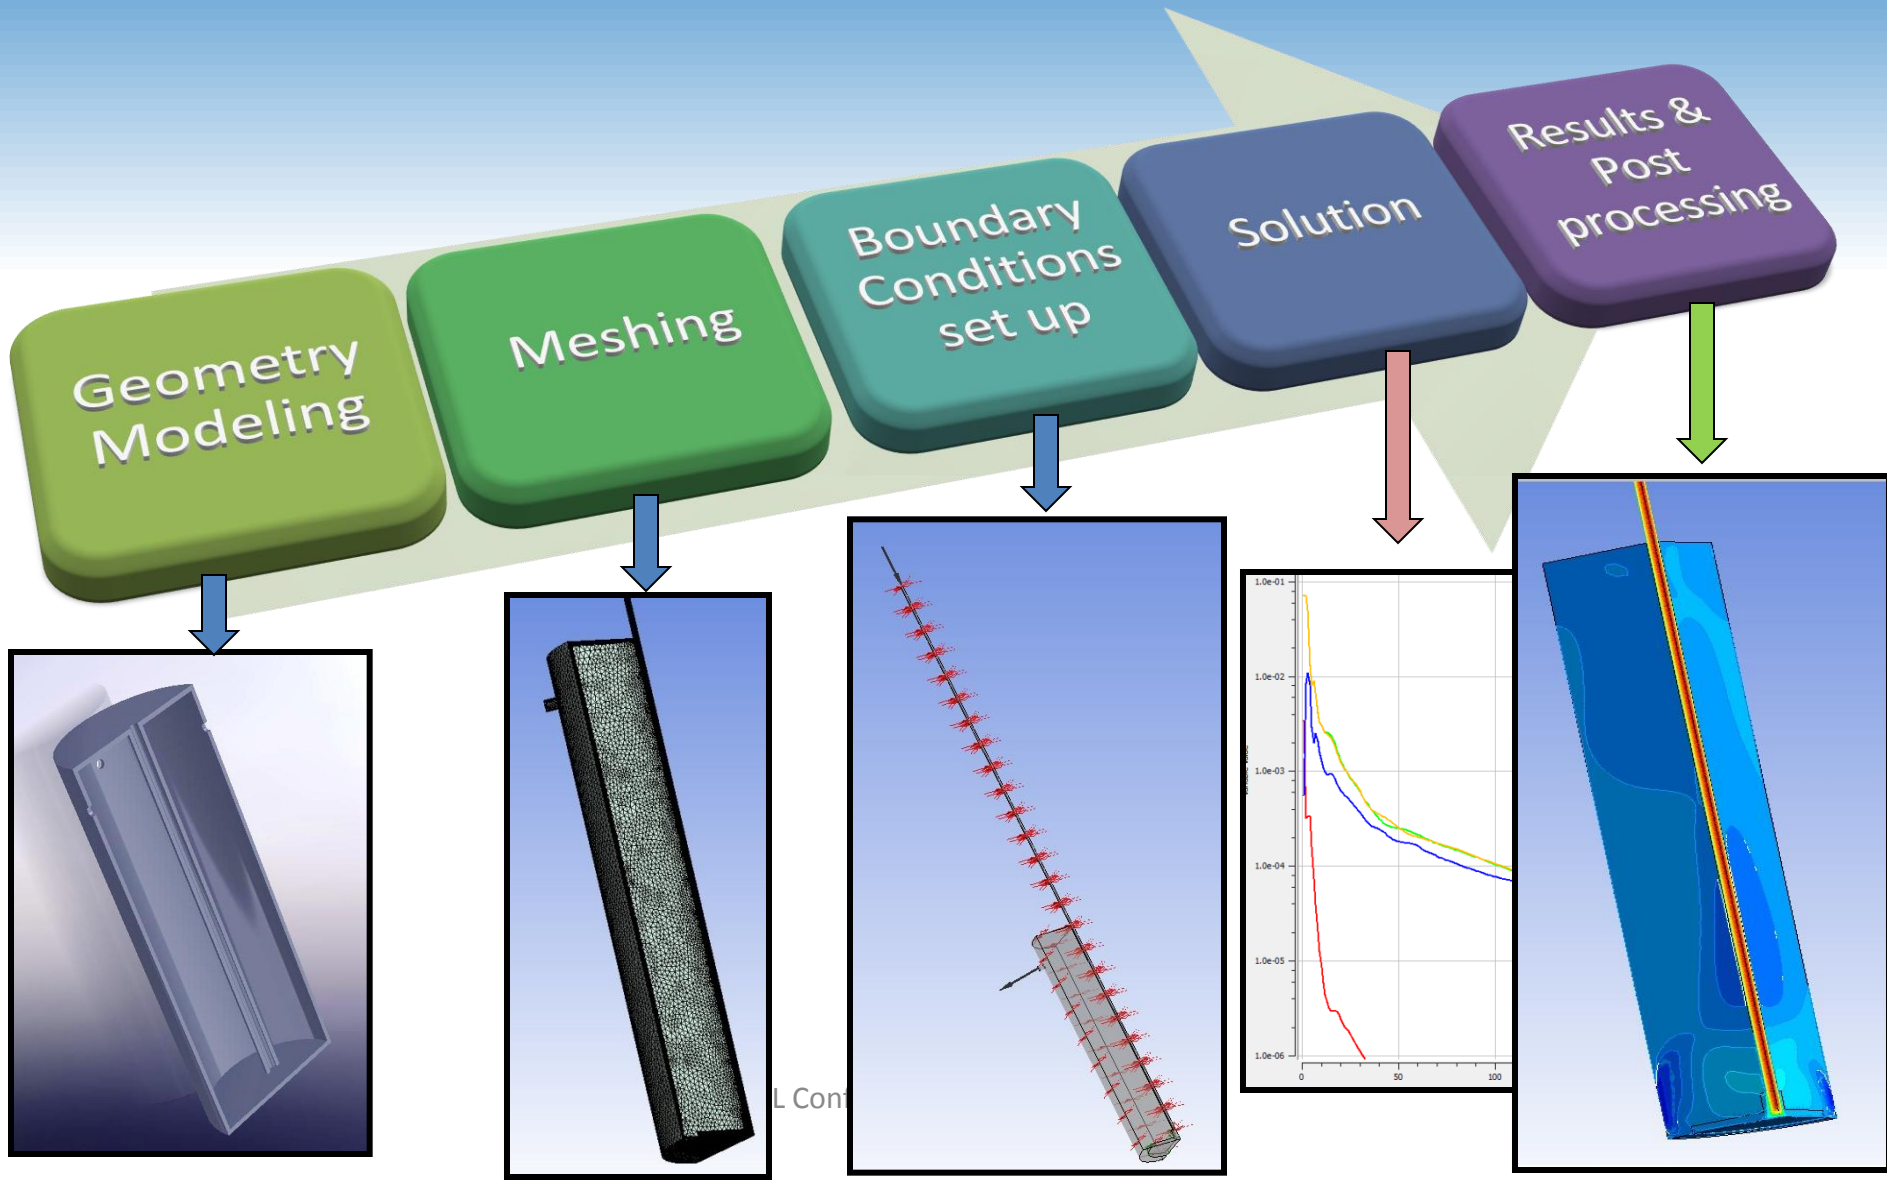 Geometry
Modeling
Meshing
Boundary
Conditions
set up
Solution
Results &
Post
processing
1.0e-01
1.0e-02
1.0e-03
1.0e-04
1.0e-05
1.0e-06
0
50
100
L Con